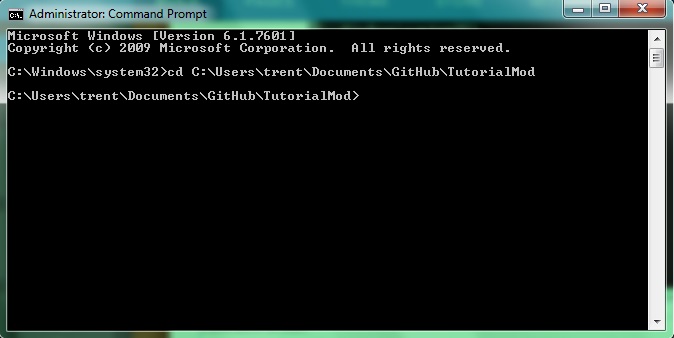 Administrator: Command Prompt
Microsoft Windows [Version 6.1.7601]
Copyright (c) 2009 Microsoft Corporation.  All rights reserved.
C:\Windows\system32>cd C:\Users\trent\Documents\GitHub\TutorialMod
C:\Users\trent\Documents\GitHub\TutorialMod>